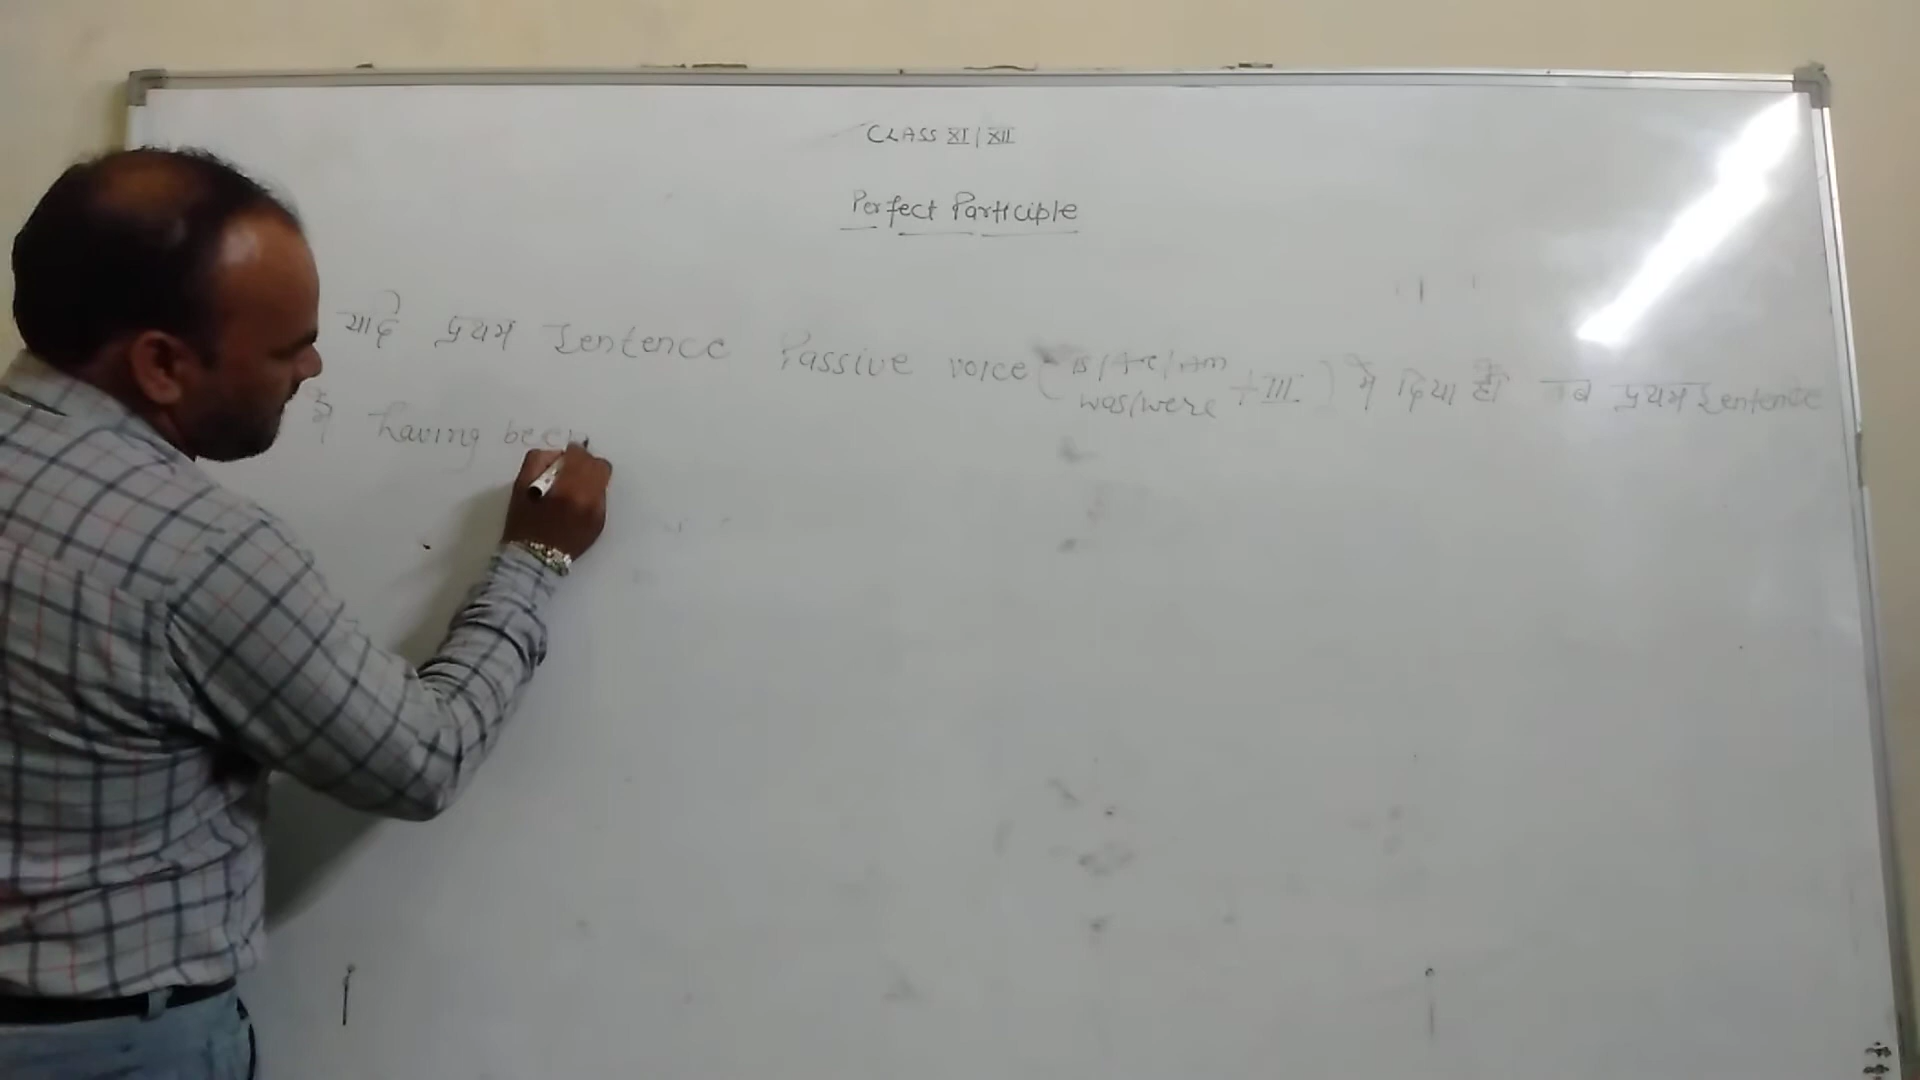 CLASS XI/XII
Perfect Participle
यदि प्रथम Sentence Passive voice ( is/Are/Am was/were + III ) में दिया हो तब प्रथम Sentence
में having been